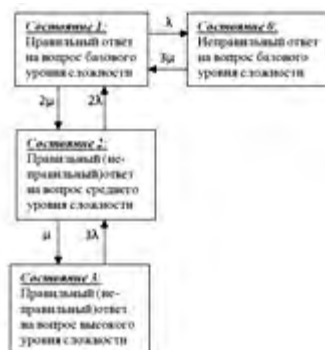 Состояние 1:
Правильный ответ
на вопрос базового
уровня сложности
λ
3μ
Состояние 0:
Неправильный ответ
на вопрос базового
уровня сложности
2μ
2λ
Состояние 2:
Правильный (не-
правильный) ответ
на вопрос среднего
уровня сложности
μ
3λ
Состояние 3:
Правильный (не-
правильный) ответ
на вопрос высокого
уровня сложности